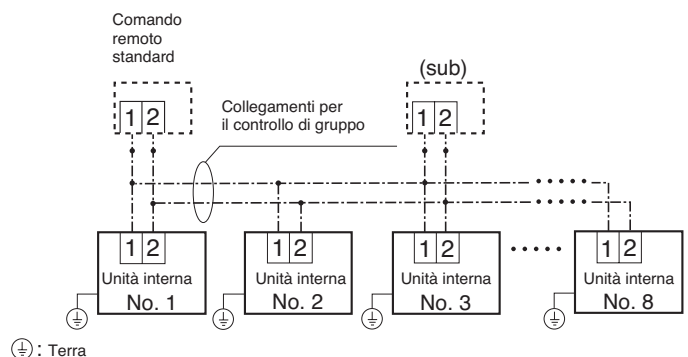 Comando
remoto
standard
(sub)
1 2
Collegamenti per
il controllo di gruppo
1 2
1 2
Unità interna
No. 1
1 2
Unità interna
No. 2
1 2
Unità interna
No. 3
1 2
Unità interna
No. 8
: Terra